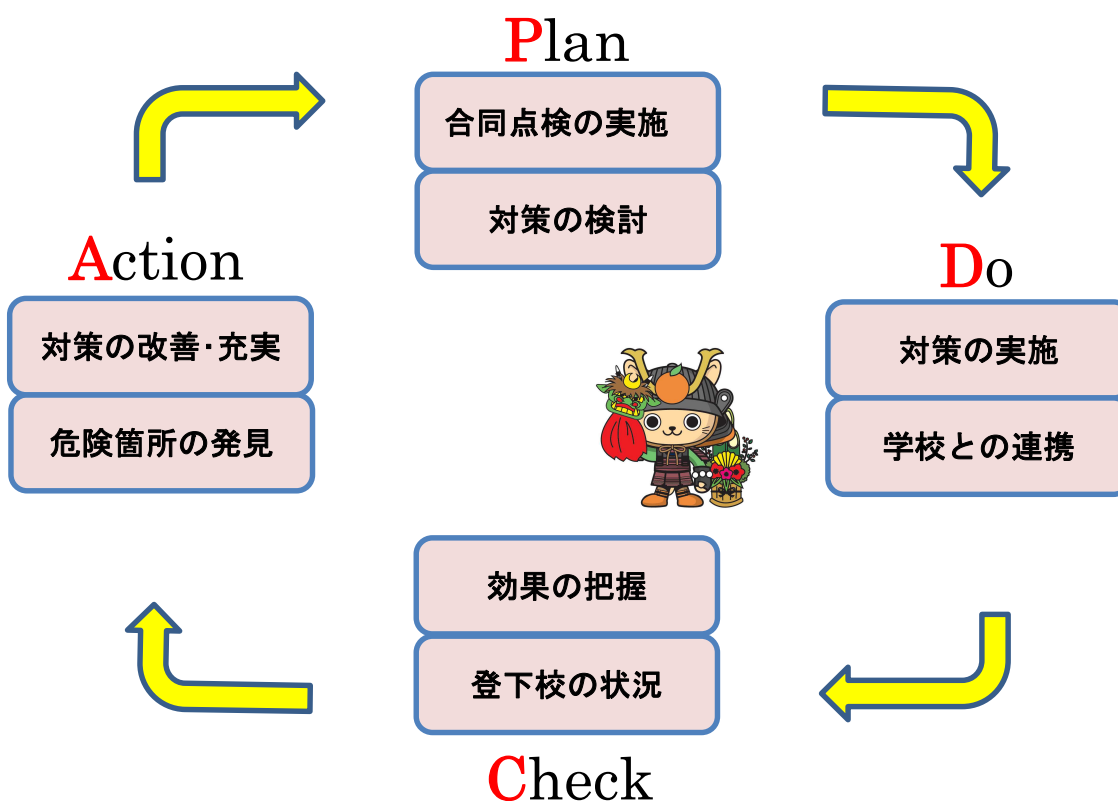 Plan
合同点検の実施
対策の検討
Do
対策の実施
学校との連携
Check
効果の把握
登下校の状況
Action
対策の改善・充実
危険箇所の発見